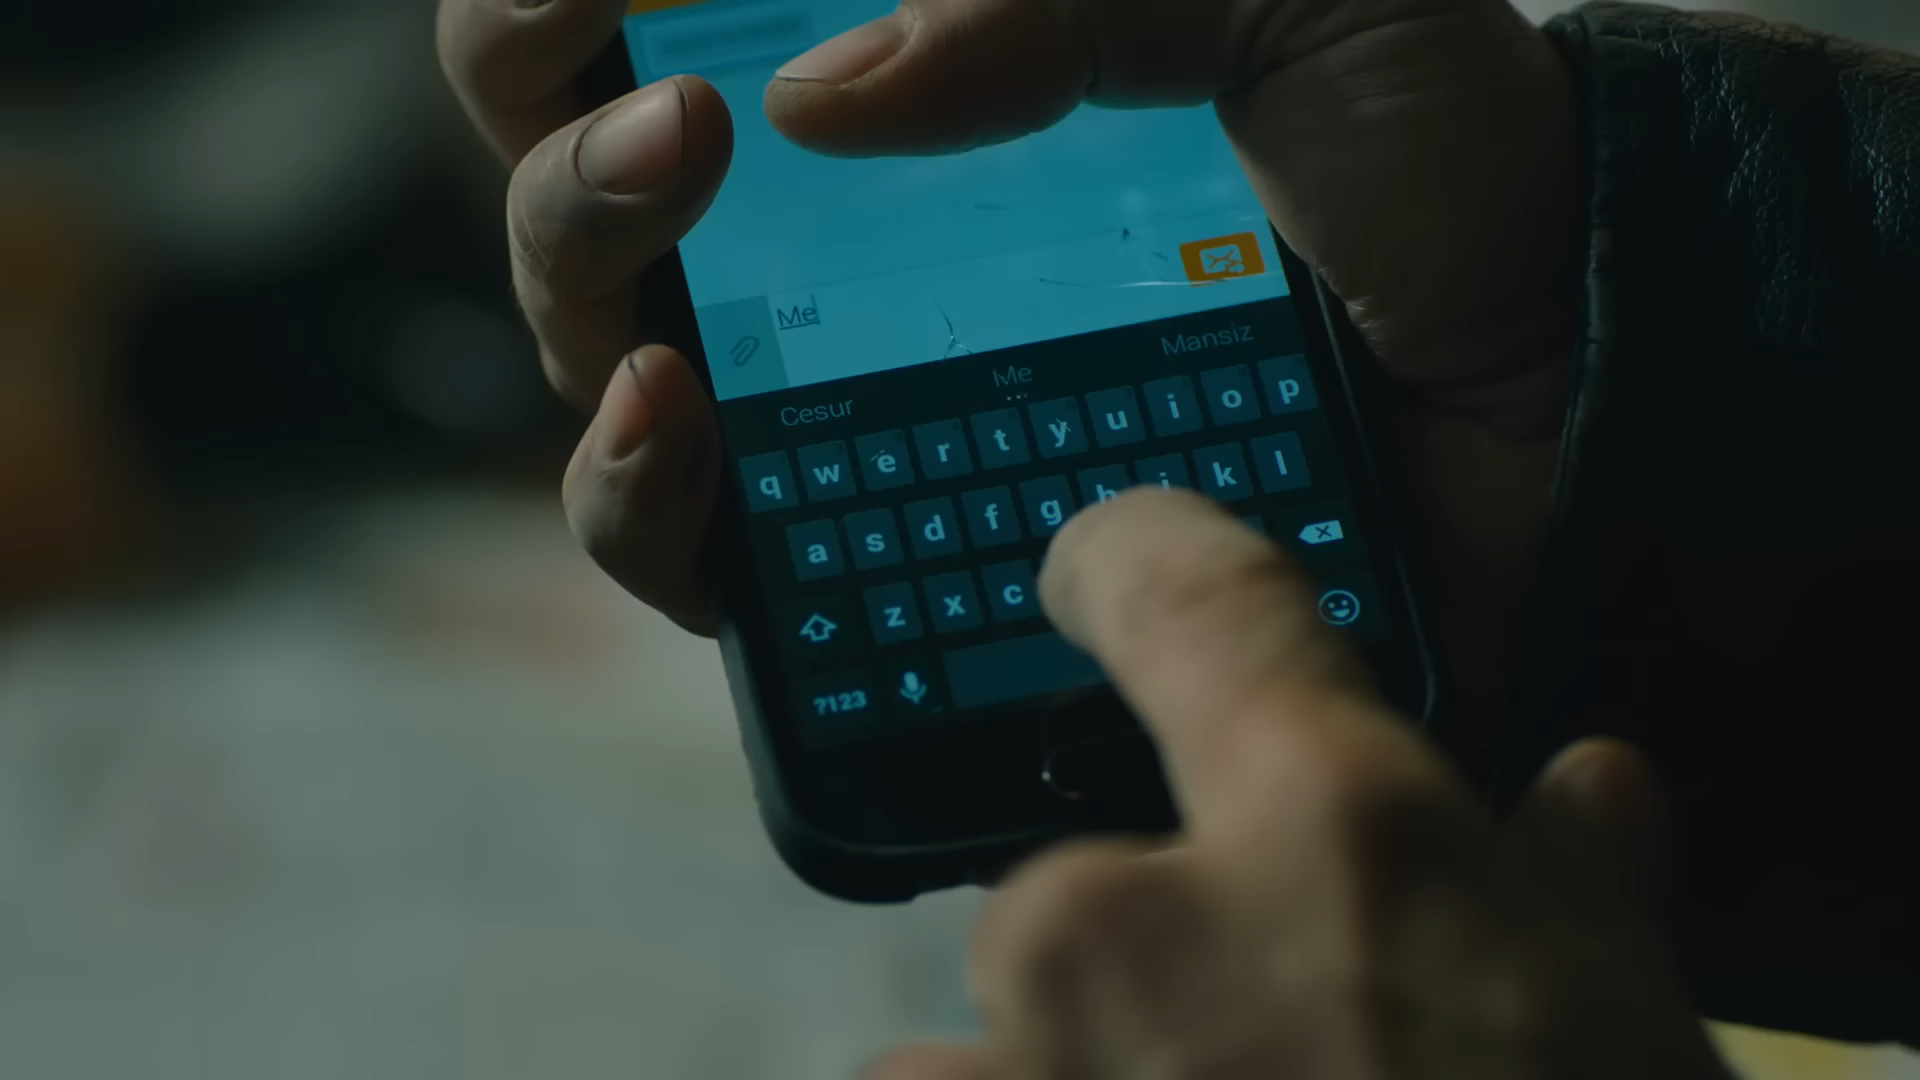 Me
Cesur Me Mansiz
q w e r t y u i o p
a s d f g h j k l
z x c
?123